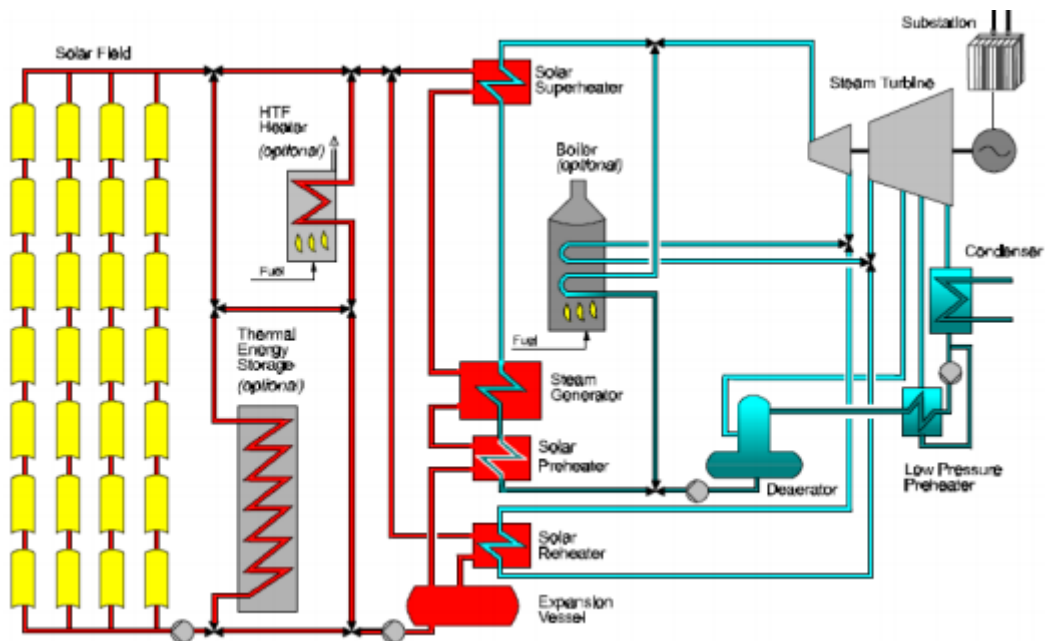 Substation
Solar Field
Solar
Superheater
Steam Turbine
HTF
Heater
(optional)
Boiler
(optional)
Fuel
Condenser
Fuel
Thermal
Energy
Storage
(optional)
Steam
Generator
Solar
Preheater
Deaerator
Low Pressure
Preheater
Solar
Reheater
Expansion
Vessel